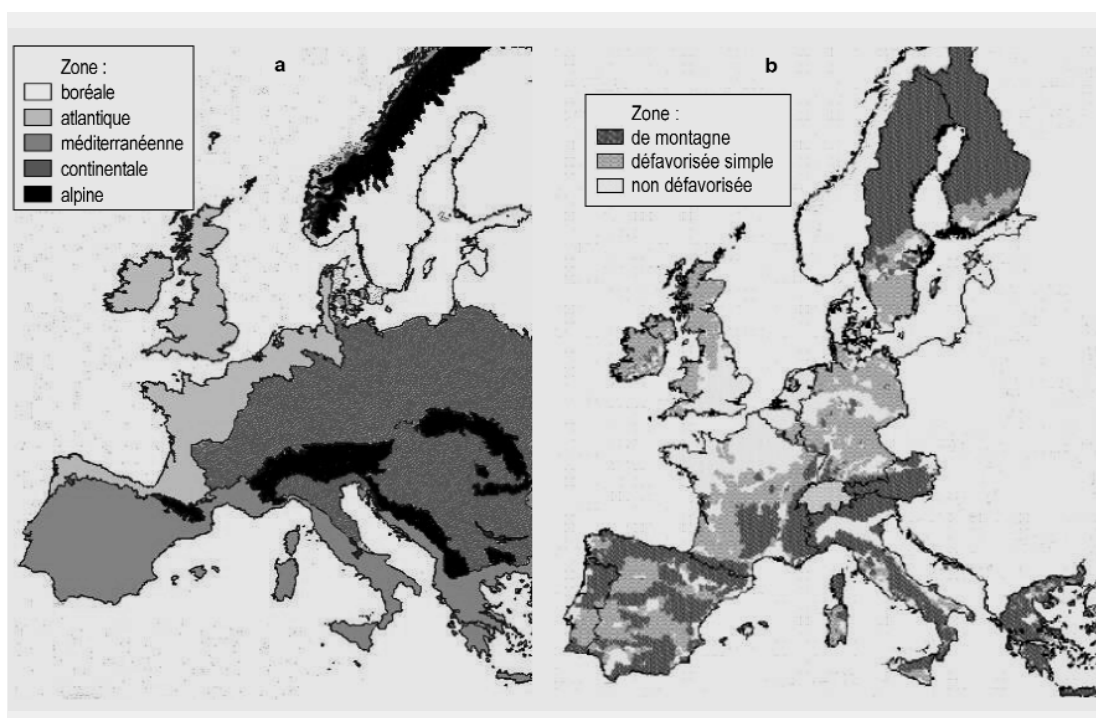 Zone :
boréale
atlantique
méditerranéenne
continentale
alpine
a
b
Zone :
de montagne
défavorisée simple
non défavorisée